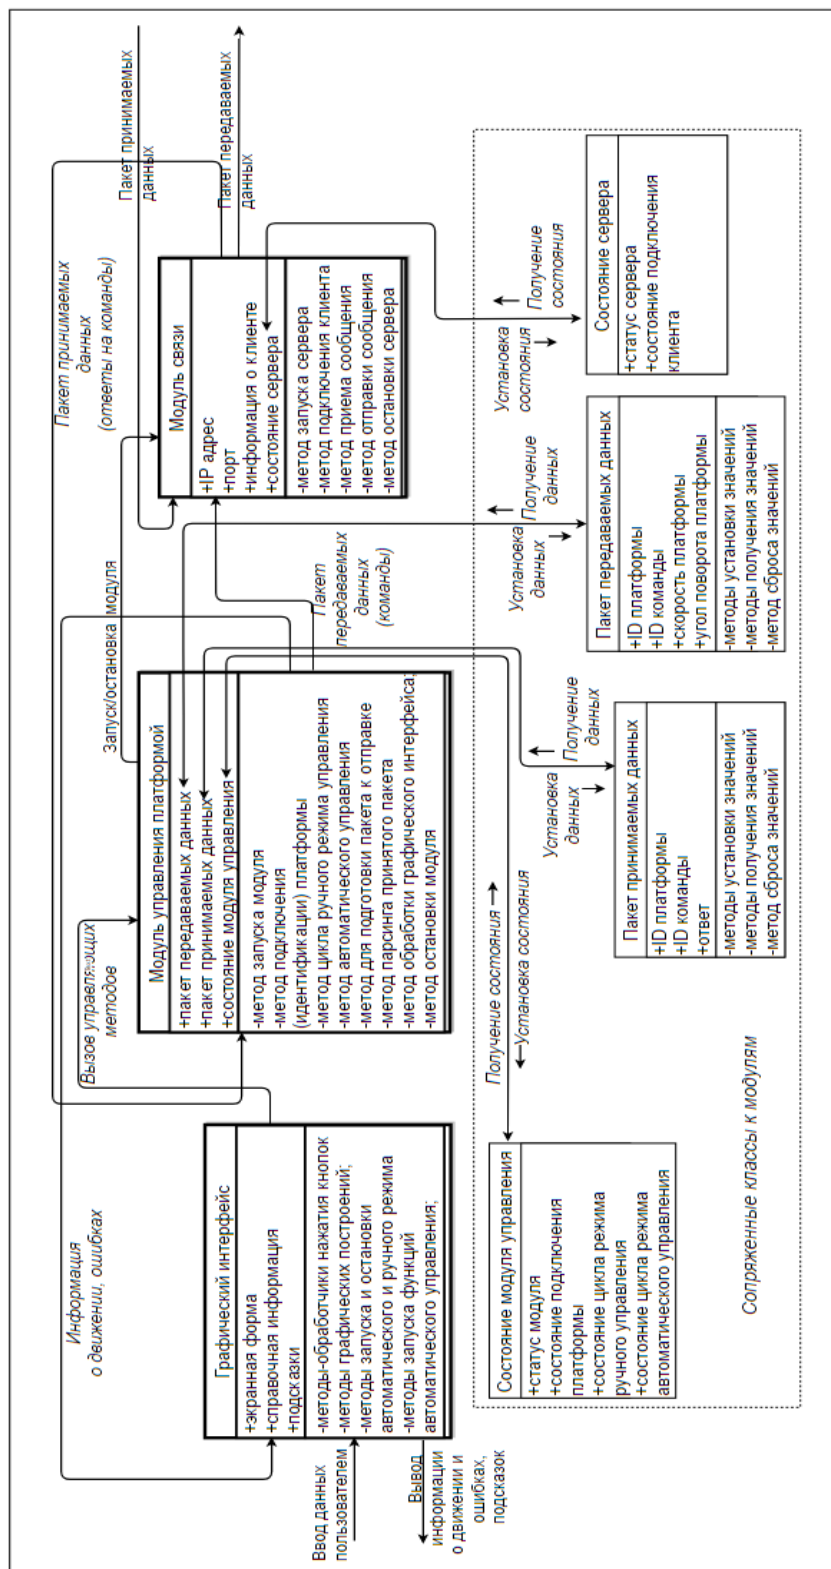 Информация
о движении, ошибках
Вызов управляющих
методов
Запуск/остановка модуля
Пакет принимаемых
данных
(ответы на команды)
Пакет принимаемых
данных
Пакет передаваемых
данных
Ввод данных
пользователем
Вывод
информации
о движении и
ошибках,
подсказок
Графический интерфейс
+экранная форма
+справочная информация
+подсказки
-методы-обработчики нажатия кнопок
-методы графических построений;
-методы запуска и остановки
автоматического и ручного режима
-методы запуска функций
автоматического управления;
Модуль управления платформой
+пакет передаваемых данных
+пакет принимаемых данных
+состояние модуля управления
-метод запуска модуля
-метод подключения
(идентификации) платформы
-метод цикла ручного режима управления
-метод автоматического управления
-метод для подготовки пакета к отправке
-метод парсинга принятого пакета
-метод обработки графического интерфейса;
-метод остановки модуля
Пакет
передаваемых
данных
(команды)
Модуль связи
+IP адрес
+порт
+информация о клиенте
+состояние сервера
-метод запуска сервера
-метод подключения клиента
-метод приема сообщения
-метод отправки сообщения
-метод остановки сервера
Получение состояния
Установка состояния
Установка
данных
Получение
данных
Установка
данных
Получение
данных
Установка
состояния
Получение
состояния
Состояние модуля управления
+статус модуля
+состояние подключения
платформы
+состояние цикла режима
ручного управления
+состояние цикла режима
автоматического управления
Пакет принимаемых данных
+ID платформы
+ID команды
+ответ
-методы установки значений
-методы получения значений
-метод сброса значений
Пакет передаваемых данных
+ID платформы
+ID команды
+скорость платформы
+угол поворота платформы
-методы установки значений
-методы получения значений
-метод сброса значений
Состояние сервера
+статус сервера
+состояние подключения
клиента
Сопряженные классы к модулям